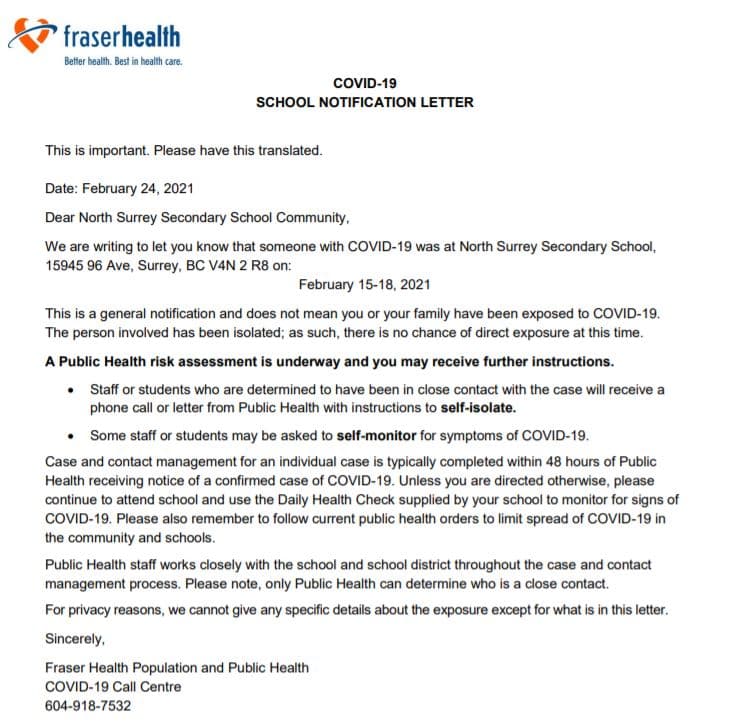 fraserhealth
Better health. Best in health care.
COVID-19
SCHOOL NOTIFICATION LETTER
This is important. Please have this translated.
Date: February 24, 2021
Dear North Surrey Secondary School Community,
We are writing to let you know that someone with COVID-19 was at North Surrey Secondary School,
15945 96 Ave, Surrey, BC V4N 2 R8 on:
February 15-18, 2021
This is a general notification and does not mean you or your family have been exposed to COVID-19.
The person involved has been isolated; as such, there is no chance of direct exposure at this time.
A Public Health risk assessment is underway and you may receive further instructions.
• Staff or students who are determined to have been in close contact with the case will receive a
phone call or letter from Public Health with instructions to self-isolate.
• Some staff or students may be asked to self-monitor for symptoms of COVID-19.
Case and contact management for an individual case is typically completed within 48 hours of Public
Health receiving notice of a confirmed case of COVID-19. Unless you are directed otherwise, please
continue to attend school and use the Daily Health Check supplied by your school to monitor for signs of
COVID-19. Please also remember to follow current public health orders to limit spread of COVID-19 in
the community and schools.
Public Health staff works closely with the school and school district throughout the case and contact
management process. Please note, only Public Health can determine who is a close contact.
For privacy reasons, we cannot give any specific details about the exposure except for what is in this letter.
Sincerely,
Fraser Health Population and Public Health
COVID-19 Call Centre
604-918-7532